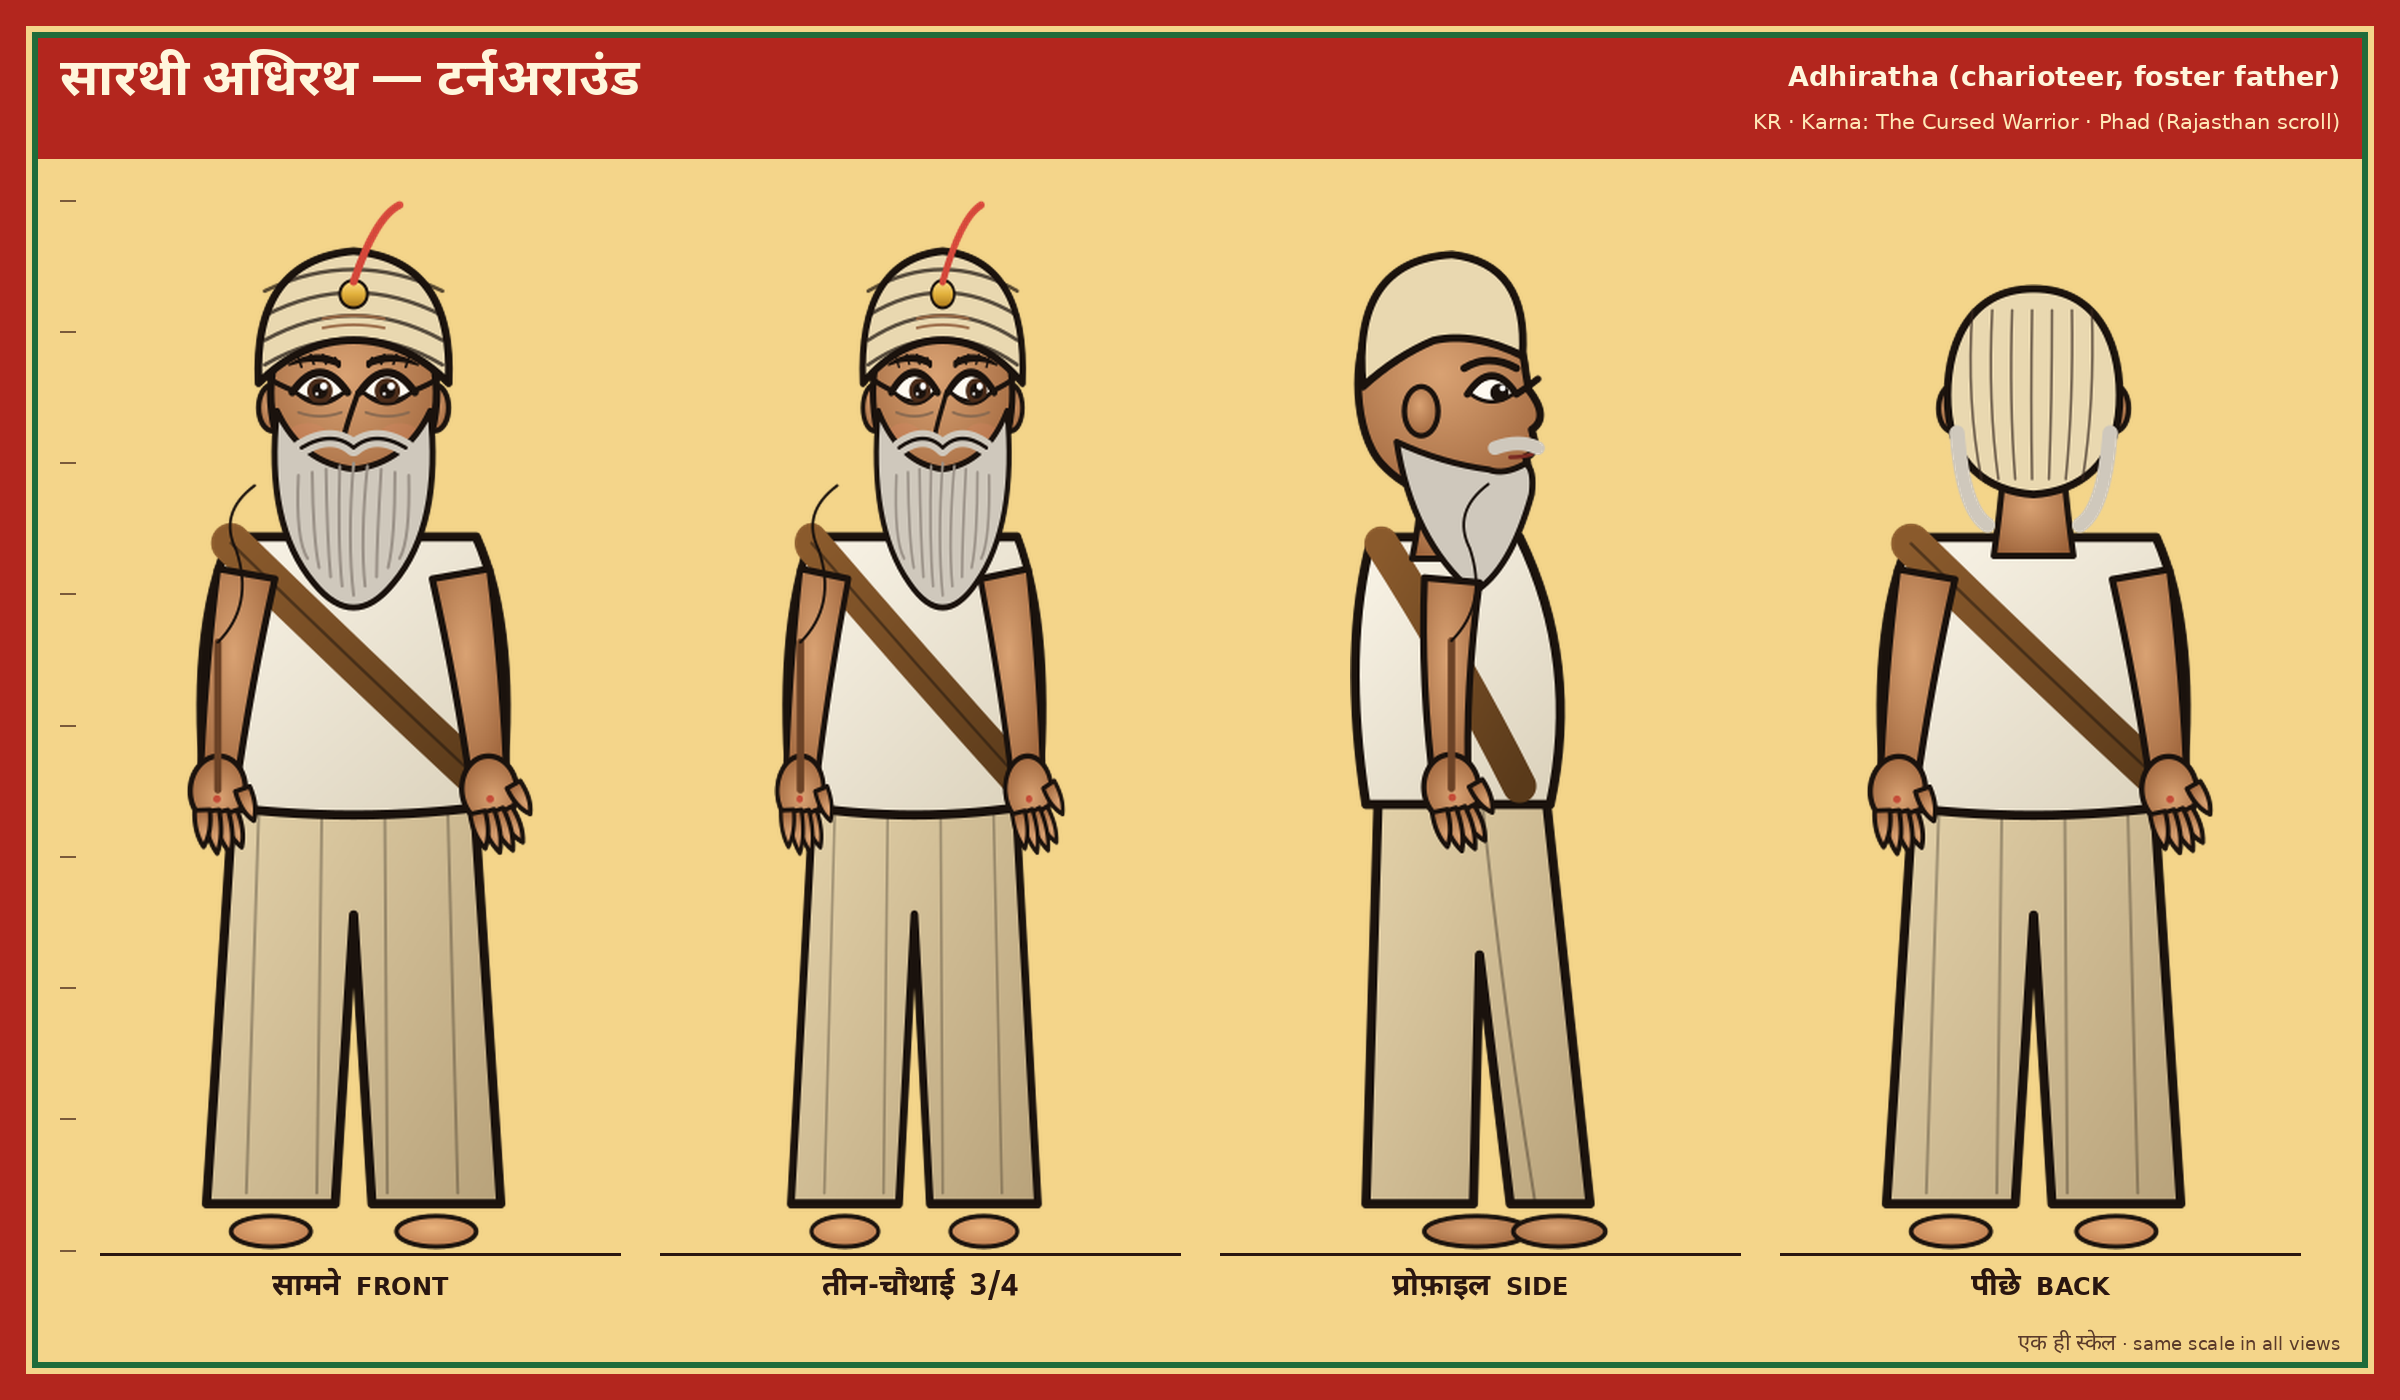 सारथी अधिरथ — टर्नअराउंड
Adhiratha (charioteer, foster father)
KR · Karna: The Cursed Warrior · Phad (Rajasthan scroll)
सामने FRONT
तीन-चौथाई 3/4
प्रोफ़ाइल SIDE
पीछे BACK
एक ही स्केल · same scale in all views